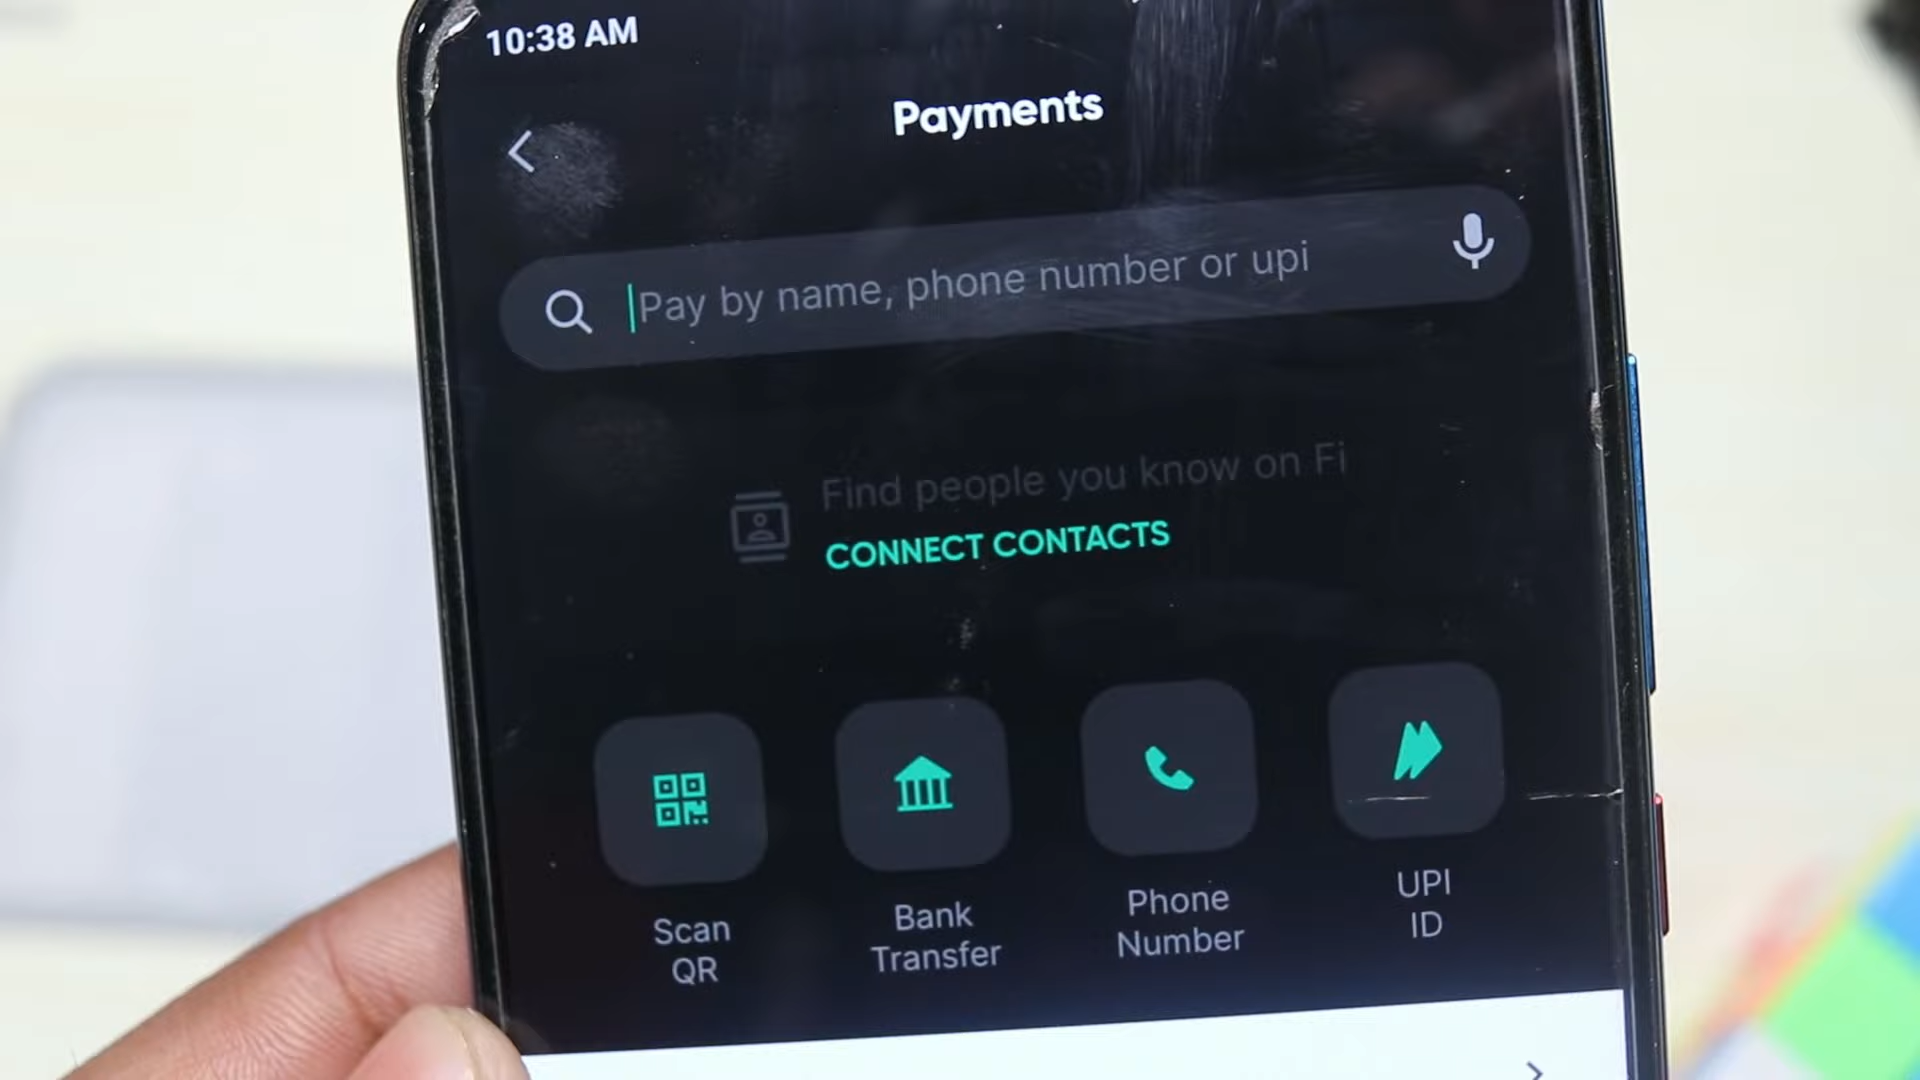 10:38 AM
Payments
Pay by name, phone number or upi
Find people you know on Fi
CONNECT CONTACTS
Scan
QR
Bank
Transfer
Phone
Number
UPI
ID